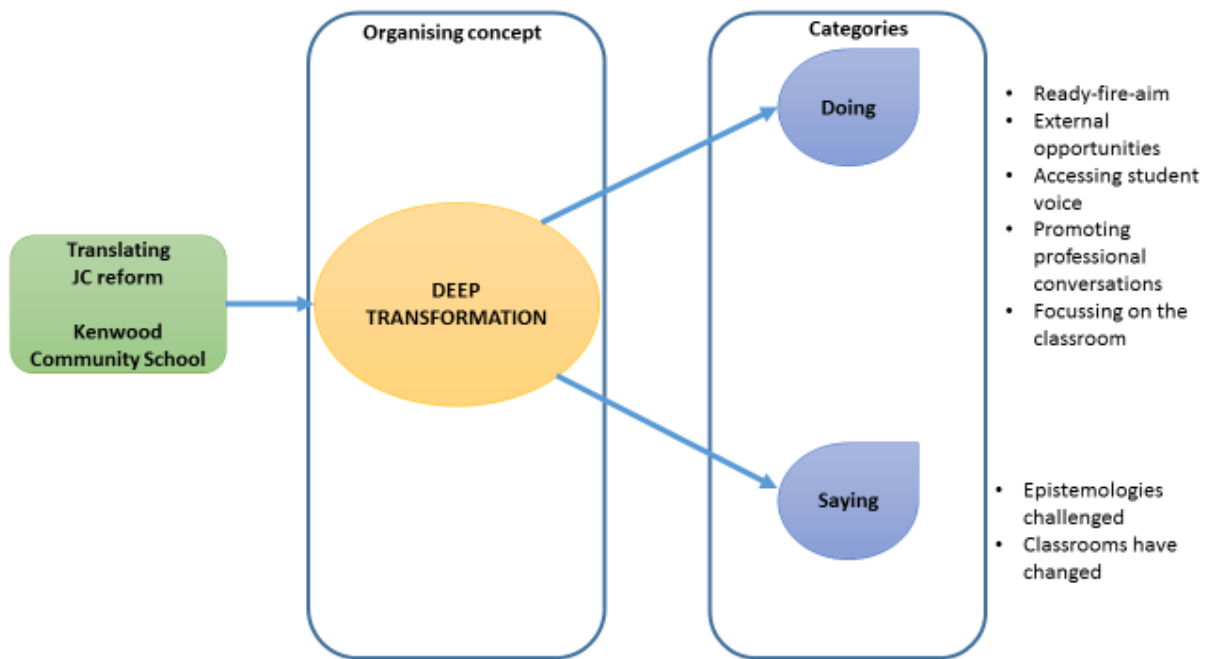 Organising concept
Categories
Translating
JC reform
Kenwood
Community School
DEEP
TRANSFORMATION
Doing
• Ready-fire-aim
• External
opportunities
• Accessing student
voice
• Promoting
professional
conversations
• Focussing on the
classroom
Saying
• Epistemologies
challenged
• Classrooms have
changed